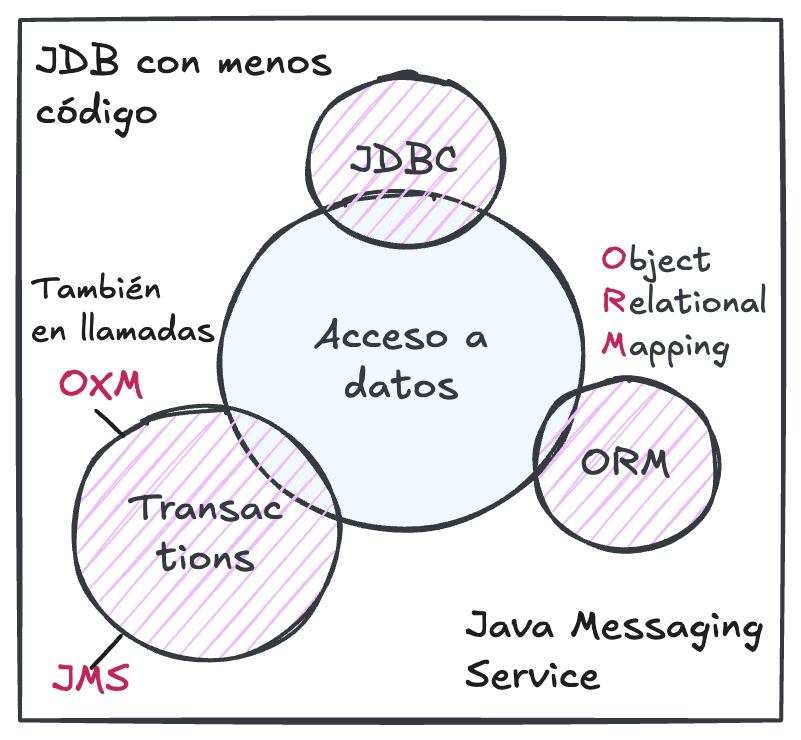 JDB con menos
código
JDBC
Object
Relational
Mapping
También
en llamadas
OXM
Acceso a
datos
ORM
Transac
tions
Java Messaging
Service
JMS